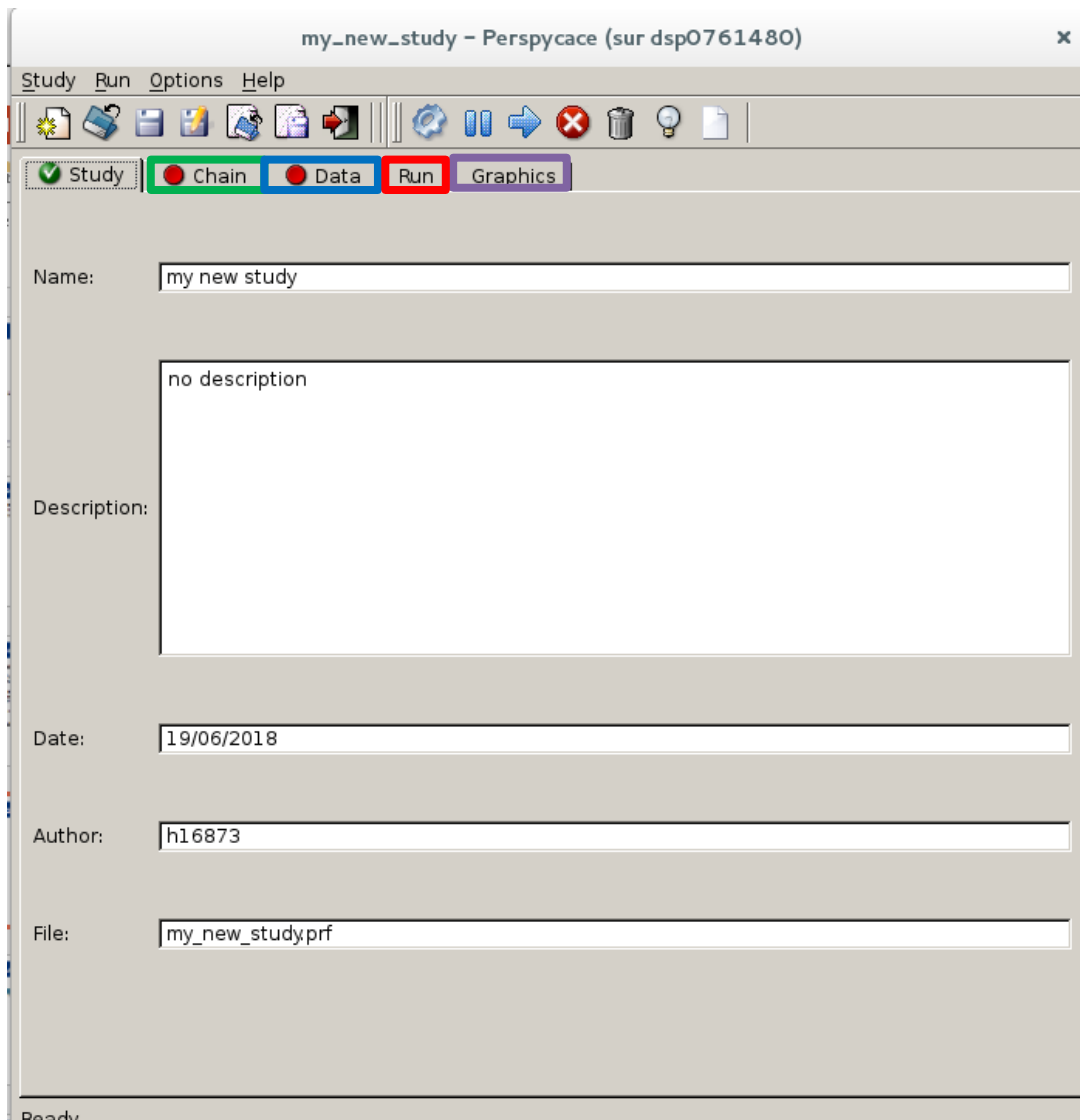 my_new_study - Perspycace (sur dsp0761480)
Study Run Options Help
Study Chain Data Run Graphics
Name: my new study
no description
Description:
Date: 19/06/2018
Author: h16873
File: my_new_study.prf
Ready